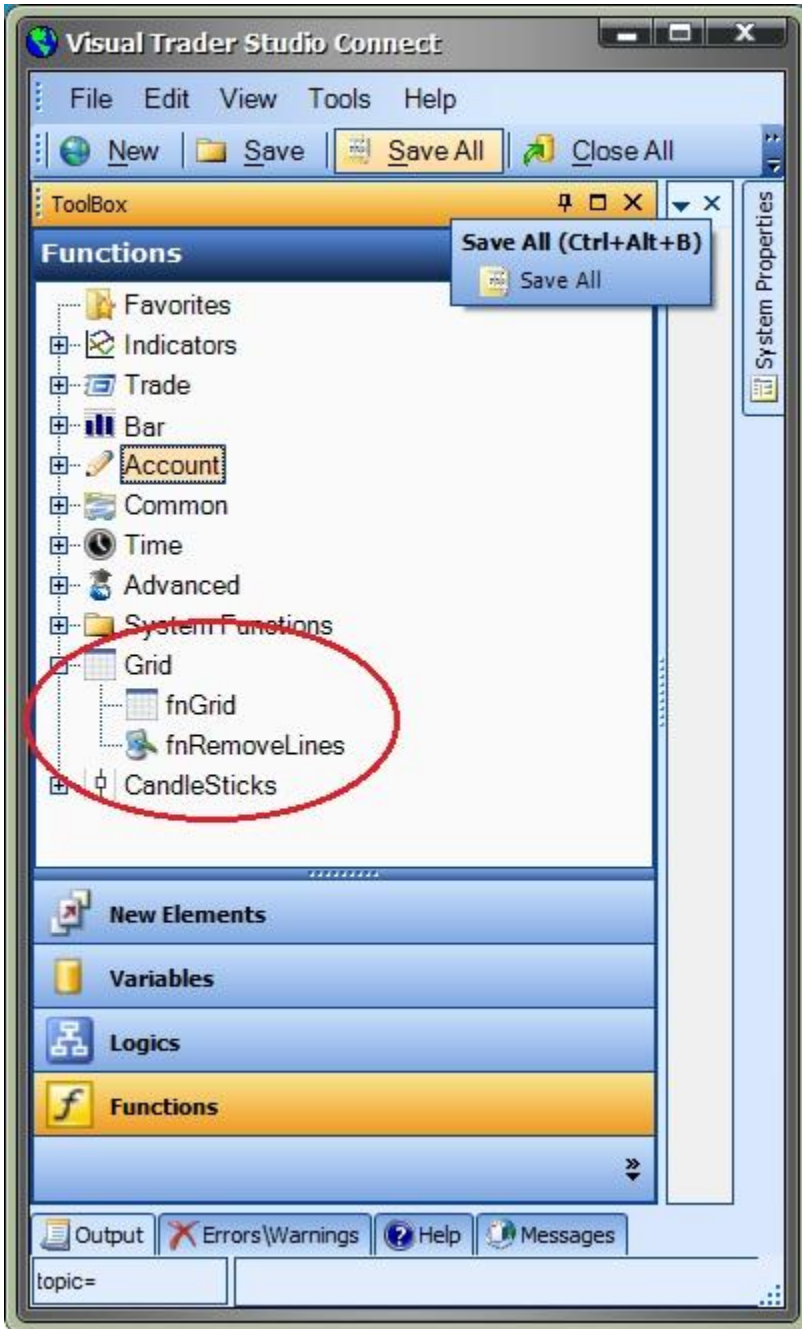 Visual Trader Studio Connect
File Edit View Tools Help
New Save Save All Close All
ToolBox
Functions
Save All (Ctrl+Alt+B)
Save All
System Properties
Favorites
Indicators
Trade
Bar
Account
Common
Time
Advanced
System Functions
Grid
fnGrid
fnRemoveLines
CandleSticks
New Elements
Variables
Logics
Functions
Output Errors\Warnings Help Messages
topic=